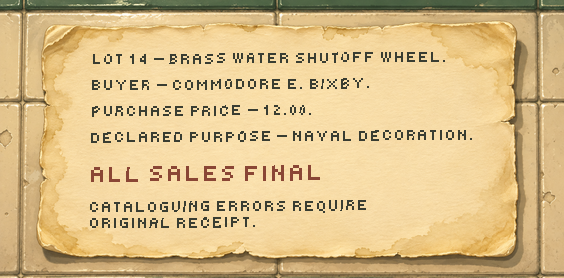 LOT 14 – BRASS WATER SHUTOFF WHEEL.
BUYER – COMMODORE E. BIXBY.
PURCHASE PRICE – 12.00.
DECLARED PURPOSE – NAVAL DECORATION.
ALL SALES FINAL
CATALOGUING ERRORS REQUIRE
ORIGINAL RECEIPT.